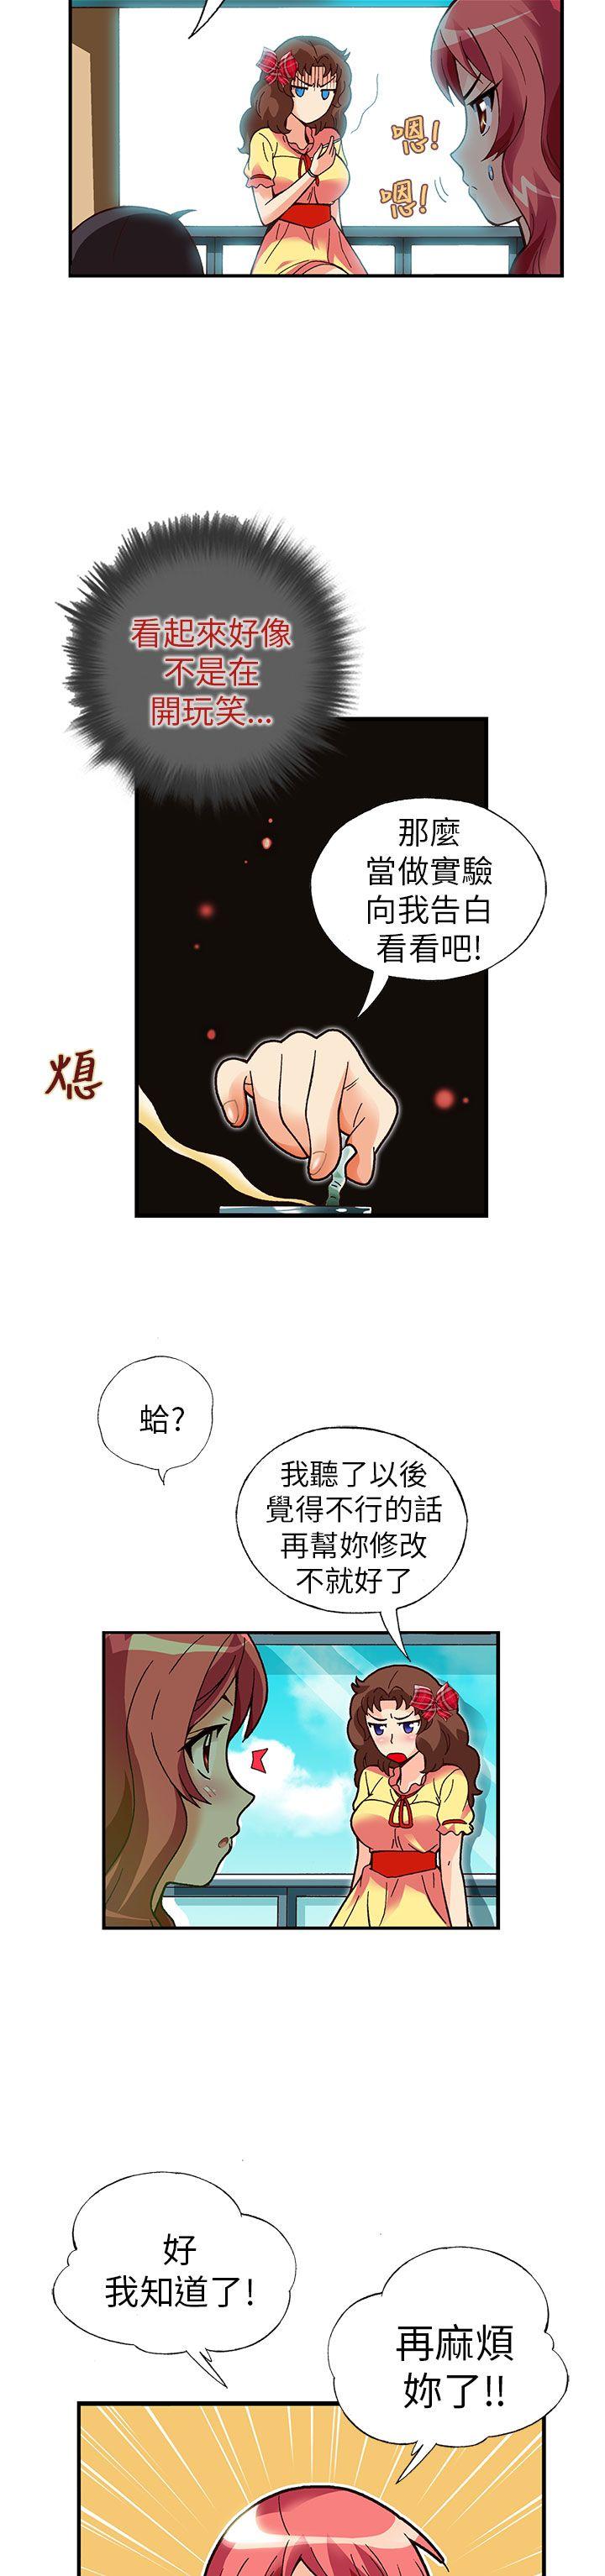 嗯!
嗯!
看起來好像
不是在
開玩笑...
那麼
當做實驗
向我告白
看看吧!
熄
蛤?
我聽了以後
覺得不行的話
再幫妳修改
不就好了
好
我知道了!
再麻煩
妳了!!